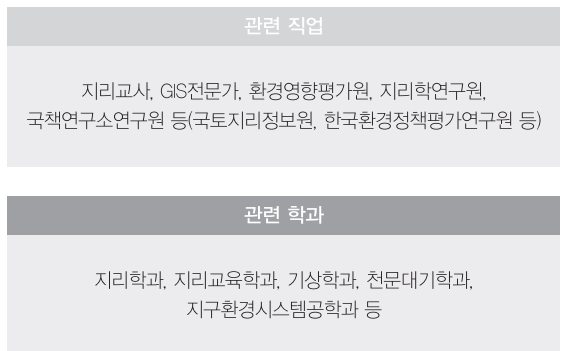 관련 직업
지리교사, GIS전문가, 환경영향평가원, 지리학연구원,
국책연구소연구원 등(국토지리정보원, 한국환경정책평가연구원 등)
관련 학과
지리학과, 지리교육학과, 기상학과, 천문대기학과,
지구환경시스템공학과 등